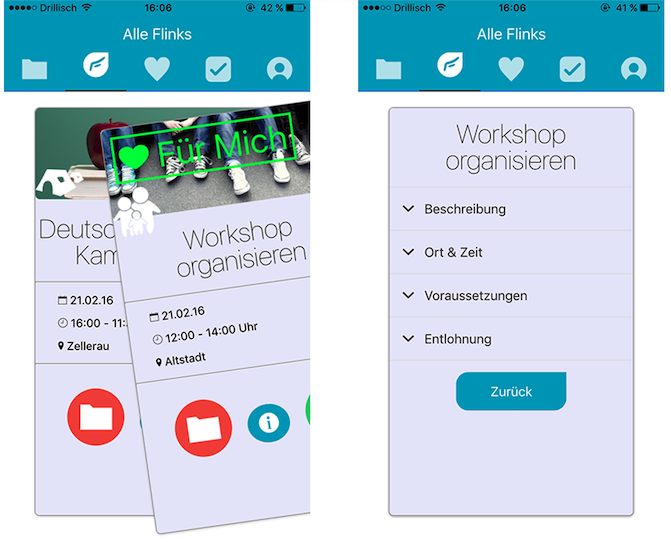 Drillisch 16:06 42 %
Alle Flinks
Für Mich
Deutsc
Kam
21.02.16
16:00 - 11:
Zellerau
Workshop
organisieren
21.02.16
12:00 - 14:00 Uhr
Altstadt
Drillisch 16:06 41 %
Alle Flinks
Workshop
organisieren
Beschreibung
Ort & Zeit
Voraussetzungen
Entlohnung
Zurück